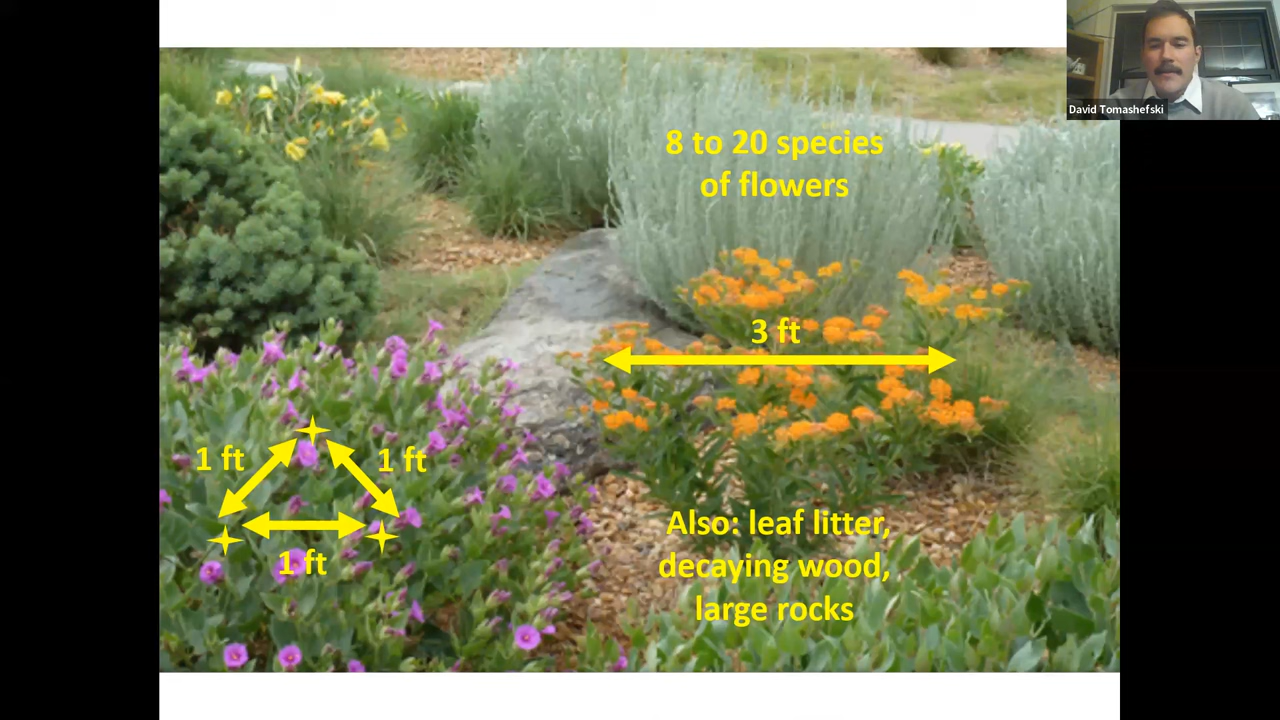 David Tomashefski
8 to 20 species
of flowers
3 ft
1 ft
1 ft
1 ft
Also: leaf litter,
decaying wood,
large rocks